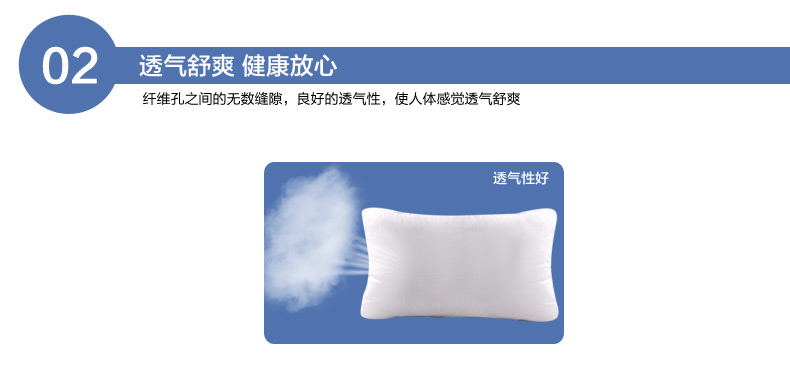 02
透气舒爽 健康放心
纤维孔之间的无数缝隙，良好的透气性，使人体感觉透气舒爽
透气性好